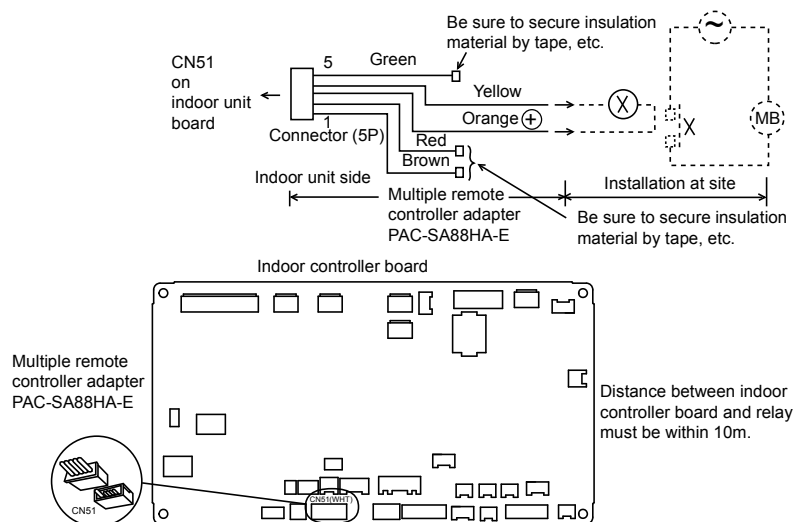 Be sure to secure insulation
material by tape, etc.
CN51
on
indoor unit
board
5
Green
Yellow
X
Orange +
X
MB
~
1
Connector (5P)
Red
Brown
Indoor unit side
Multiple remote
controller adapter
PAC-SA88HA-E
Installation at site
Be sure to secure insulation
material by tape, etc.
Indoor controller board
Multiple remote
controller adapter
PAC-SA88HA-E
Distance between indoor
controller board and relay
must be within 10m.
CN51
CN51(WHT)